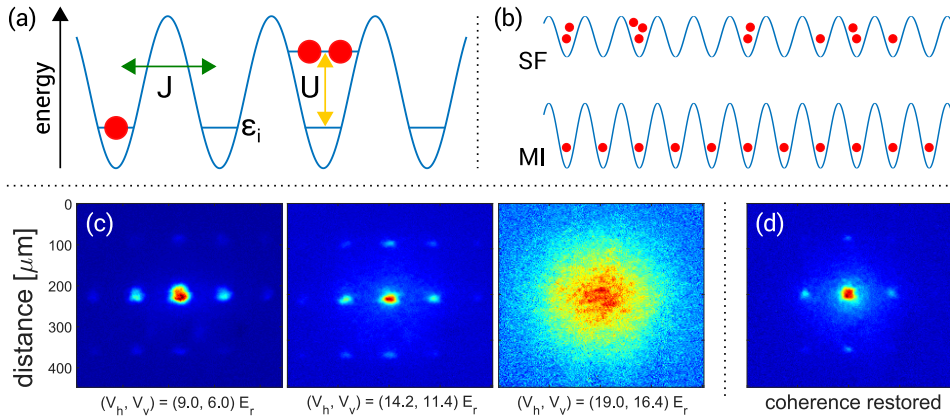 (a)
energy
J
U
ε_i
(b)
SF
MI
distance [μm]
0
100
200
300
400
(c)
(V_h, V_v) = (9.0, 6.0) E_r
(V_h, V_v) = (14.2, 11.4) E_r
(V_h, V_v) = (19.0, 16.4) E_r
(d)
coherence restored